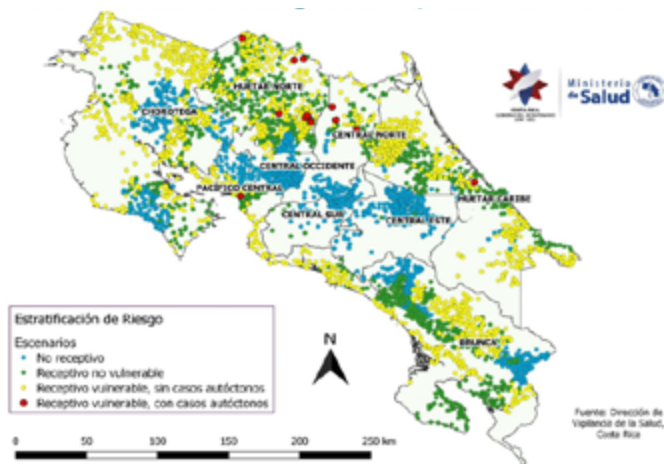 Ministerio
de Salud
HUETAR NORTE
CHOROTEGA
CENTRAL NORTE
CENTRAL OCCIDENTE
PACIFICO CENTRAL
HUETAR CARIBE
CENTRAL SUR
CENTRAL ESTE
BRUNCA
Estratificación de Riesgo
Escenarios
No receptivo
Receptivo no vulnerable
Receptivo vulnerable, sin casos autóctonos
Receptivo vulnerable, con casos autóctonos
N
Fuente: Dirección de
Vigilancia de la Salud,
Costa Rica
0 50 100 150 200 250 km